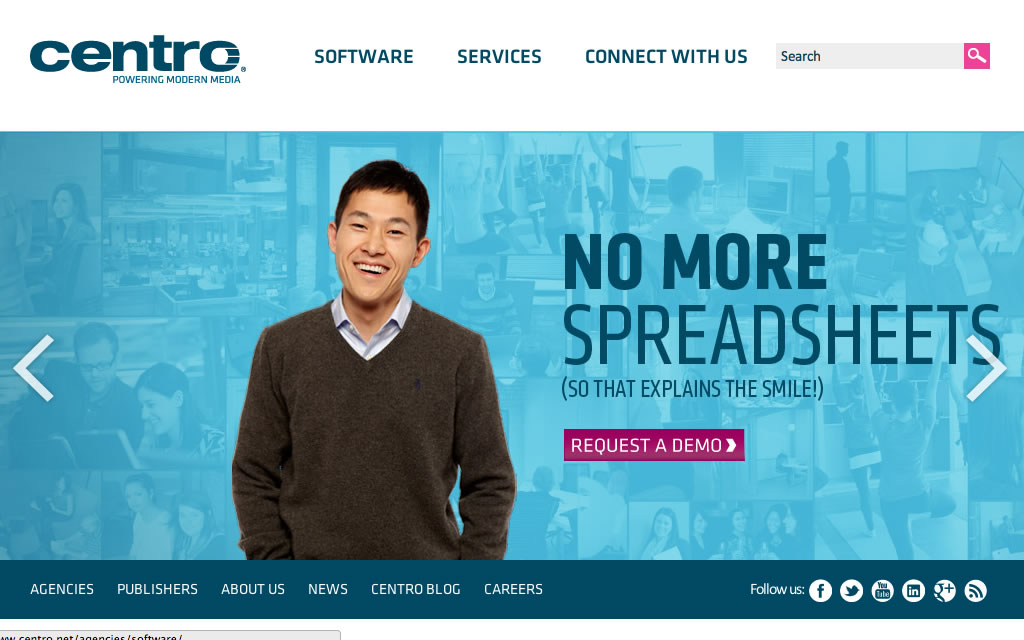 centro®
POWERING MODERN MEDIA
SOFTWARE SERVICES CONNECT WITH US
Search
NO MORE
SPREADSHEETS
(SO THAT EXPLAINS THE SMILE!)
REQUEST A DEMO
AGENCIES PUBLISHERS ABOUT US NEWS CENTRO BLOG CAREERS
Follow us: f You Tube in g+
ww.centro.net/agencies/software/